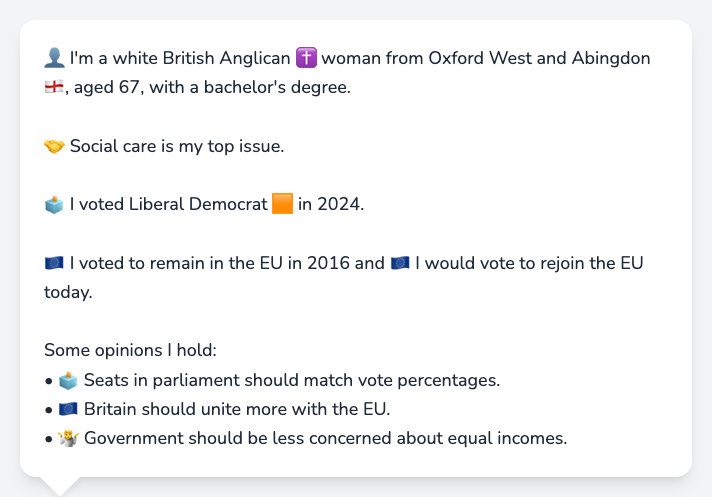 👤 I'm a white British Anglican ✝️ woman from Oxford West and Abingdon
🏴󠁧󠁢󠁥󠁮󠁧󠁿, aged 67, with a bachelor's degree.
🤝 Social care is my top issue.
🗳️ I voted Liberal Democrat 🟧 in 2024.
🇪🇺 I voted to remain in the EU in 2016 and 🇪🇺 I would vote to rejoin the EU
today.
Some opinions I hold:
• 🗳️ Seats in parliament should match vote percentages.
• 🇪🇺 Britain should unite more with the EU.
• 🤷 Government should be less concerned about equal incomes.